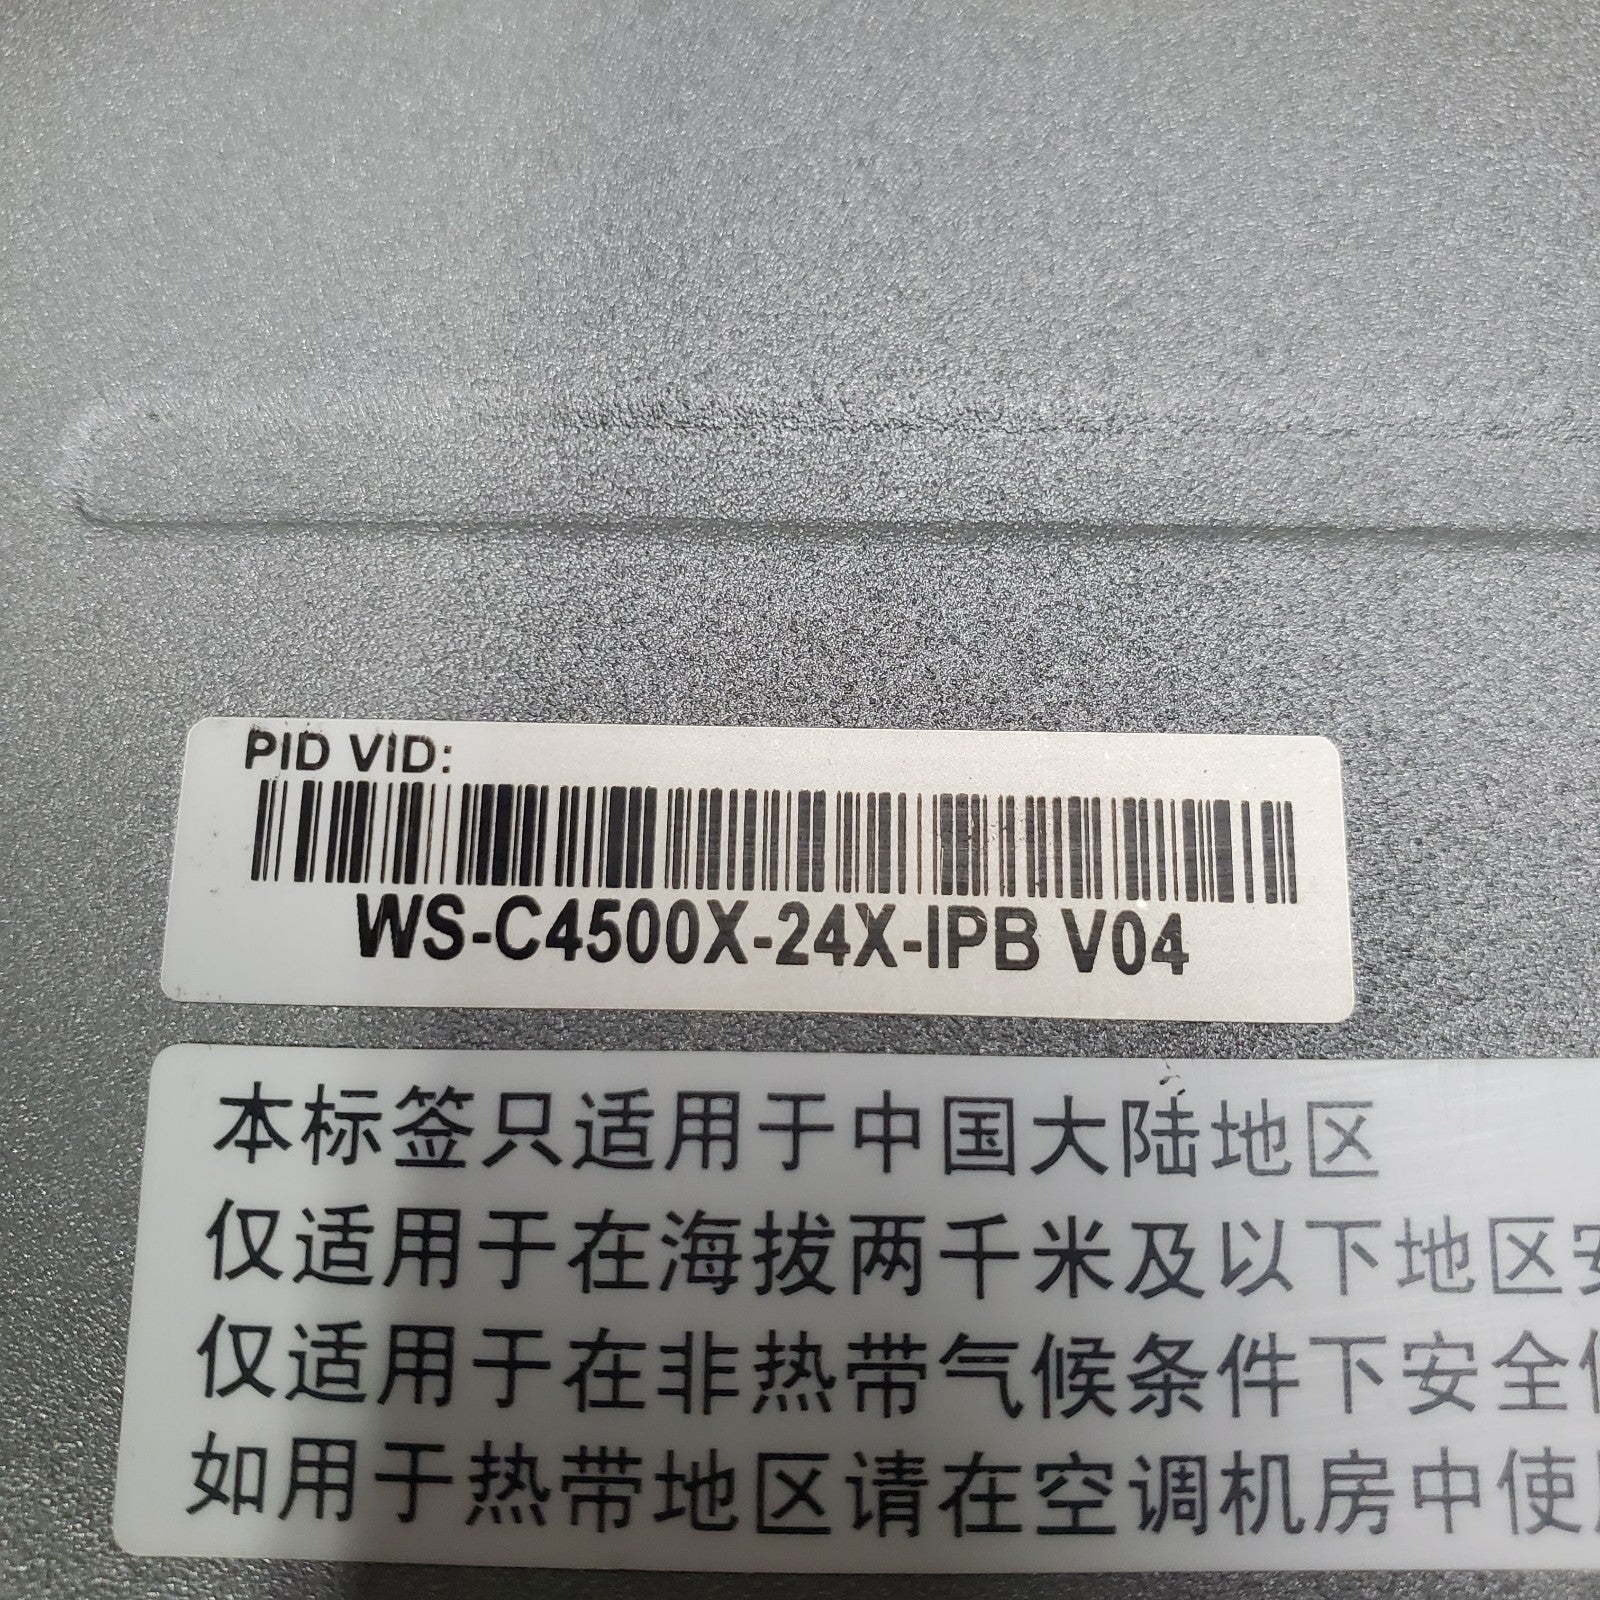 PID VID:
WS-C4500X-24X-IPB V04
本标签只适用于中国大陆地区
仅适用于在海拔两千米及以下地区
仅适用于在非热带气候条件下安全
如用于热带地区请在空调机房中使